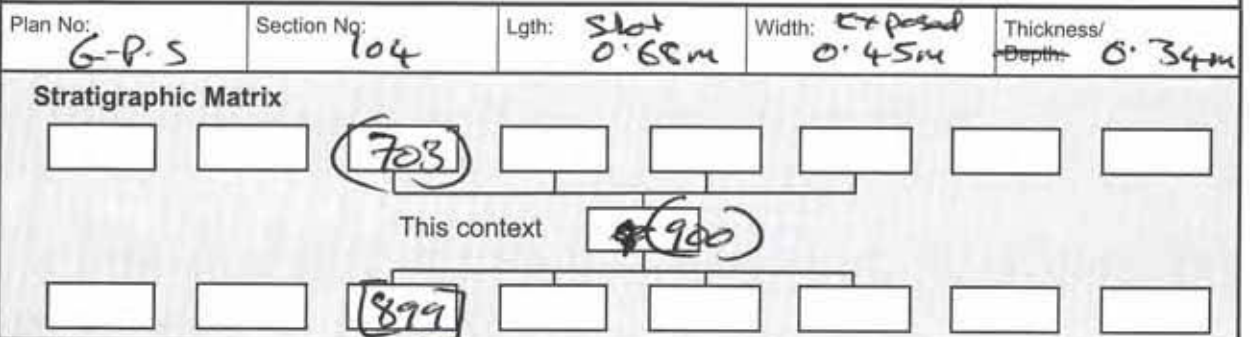 Plan No: G.P.S Section No: 104 Lgth: Slot 0.68m Width: Exposed 0.45m Thickness/ Depth: 0.34m
Stratigraphic Matrix
(703)
This context (900)
[899]